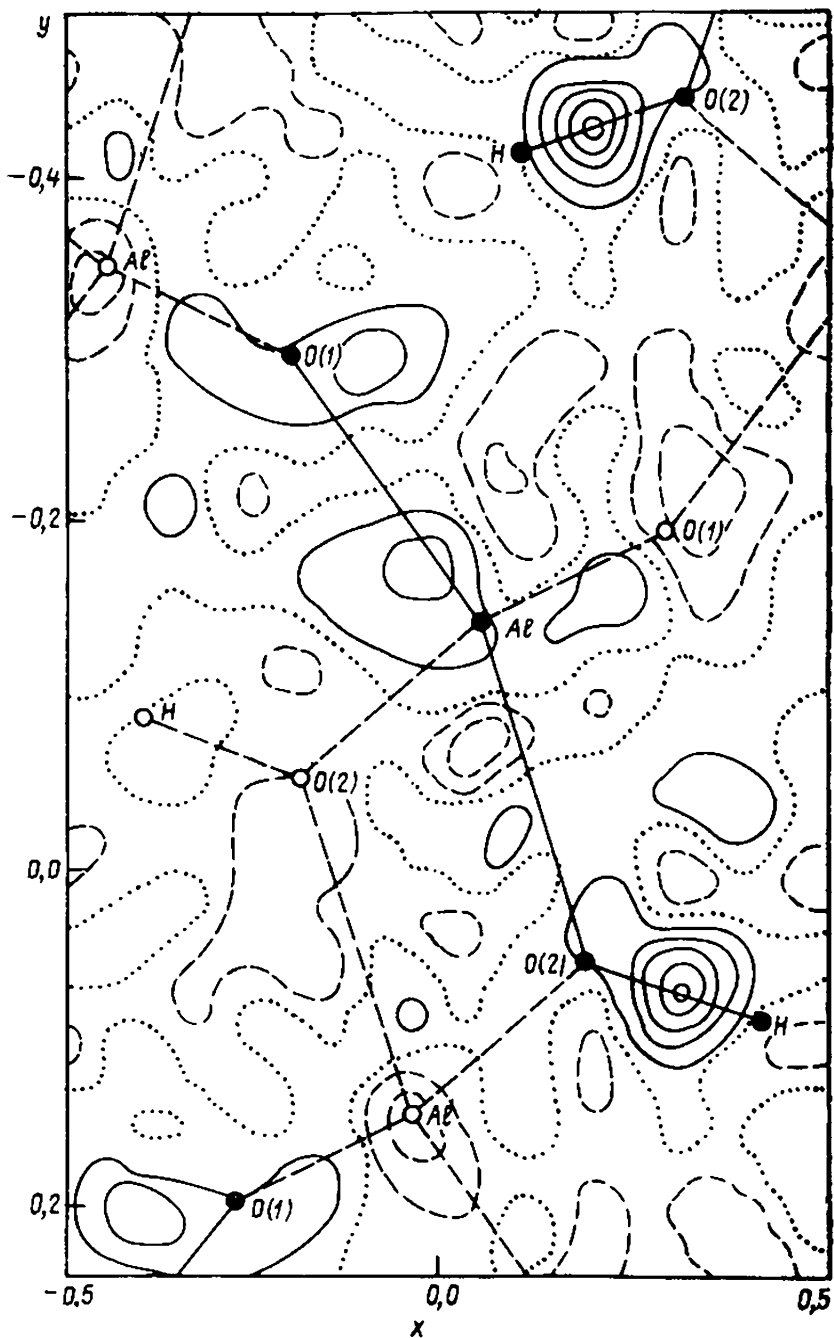 y
O(2)
H
−0,4
Al
O(1)
−0,2
O(1)
Al
H
O(2)
0,0
O(2)
H
Al
0,2
O(1)
−0.5
0,0
0,5
x